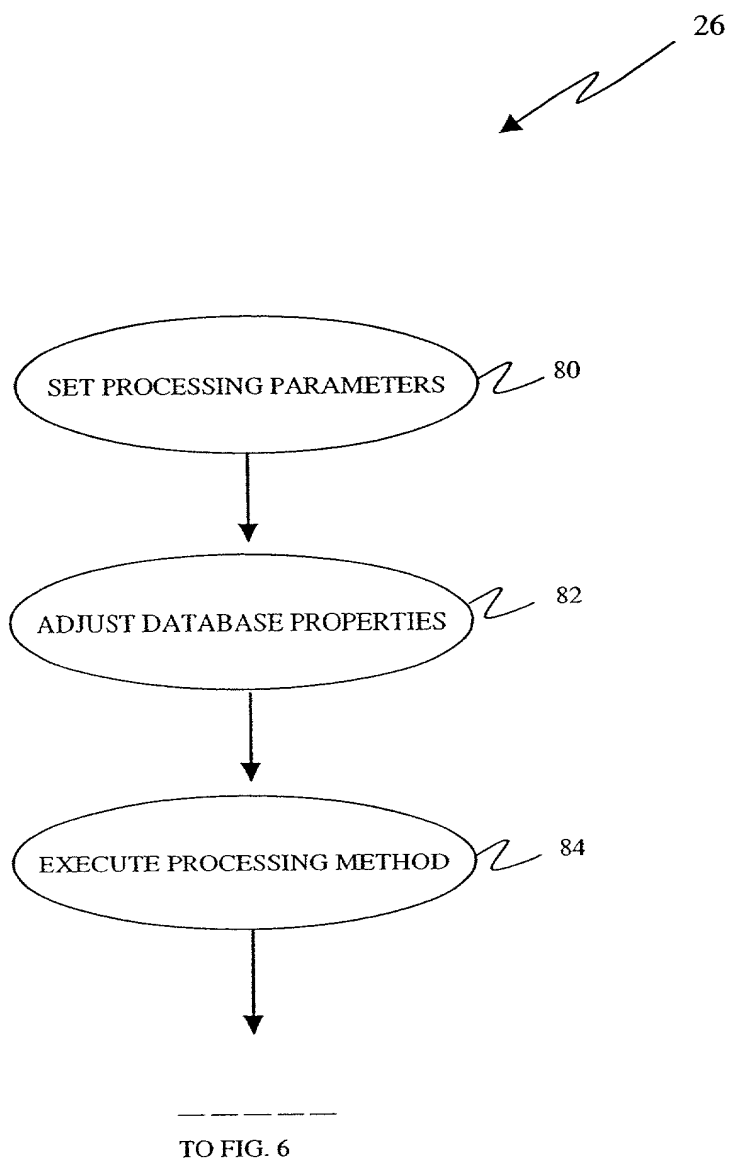 26
SET PROCESSING PARAMETERS
80
ADJUST DATABASE PROPERTIES
82
EXECUTE PROCESSING METHOD
84
TO FIG. 6